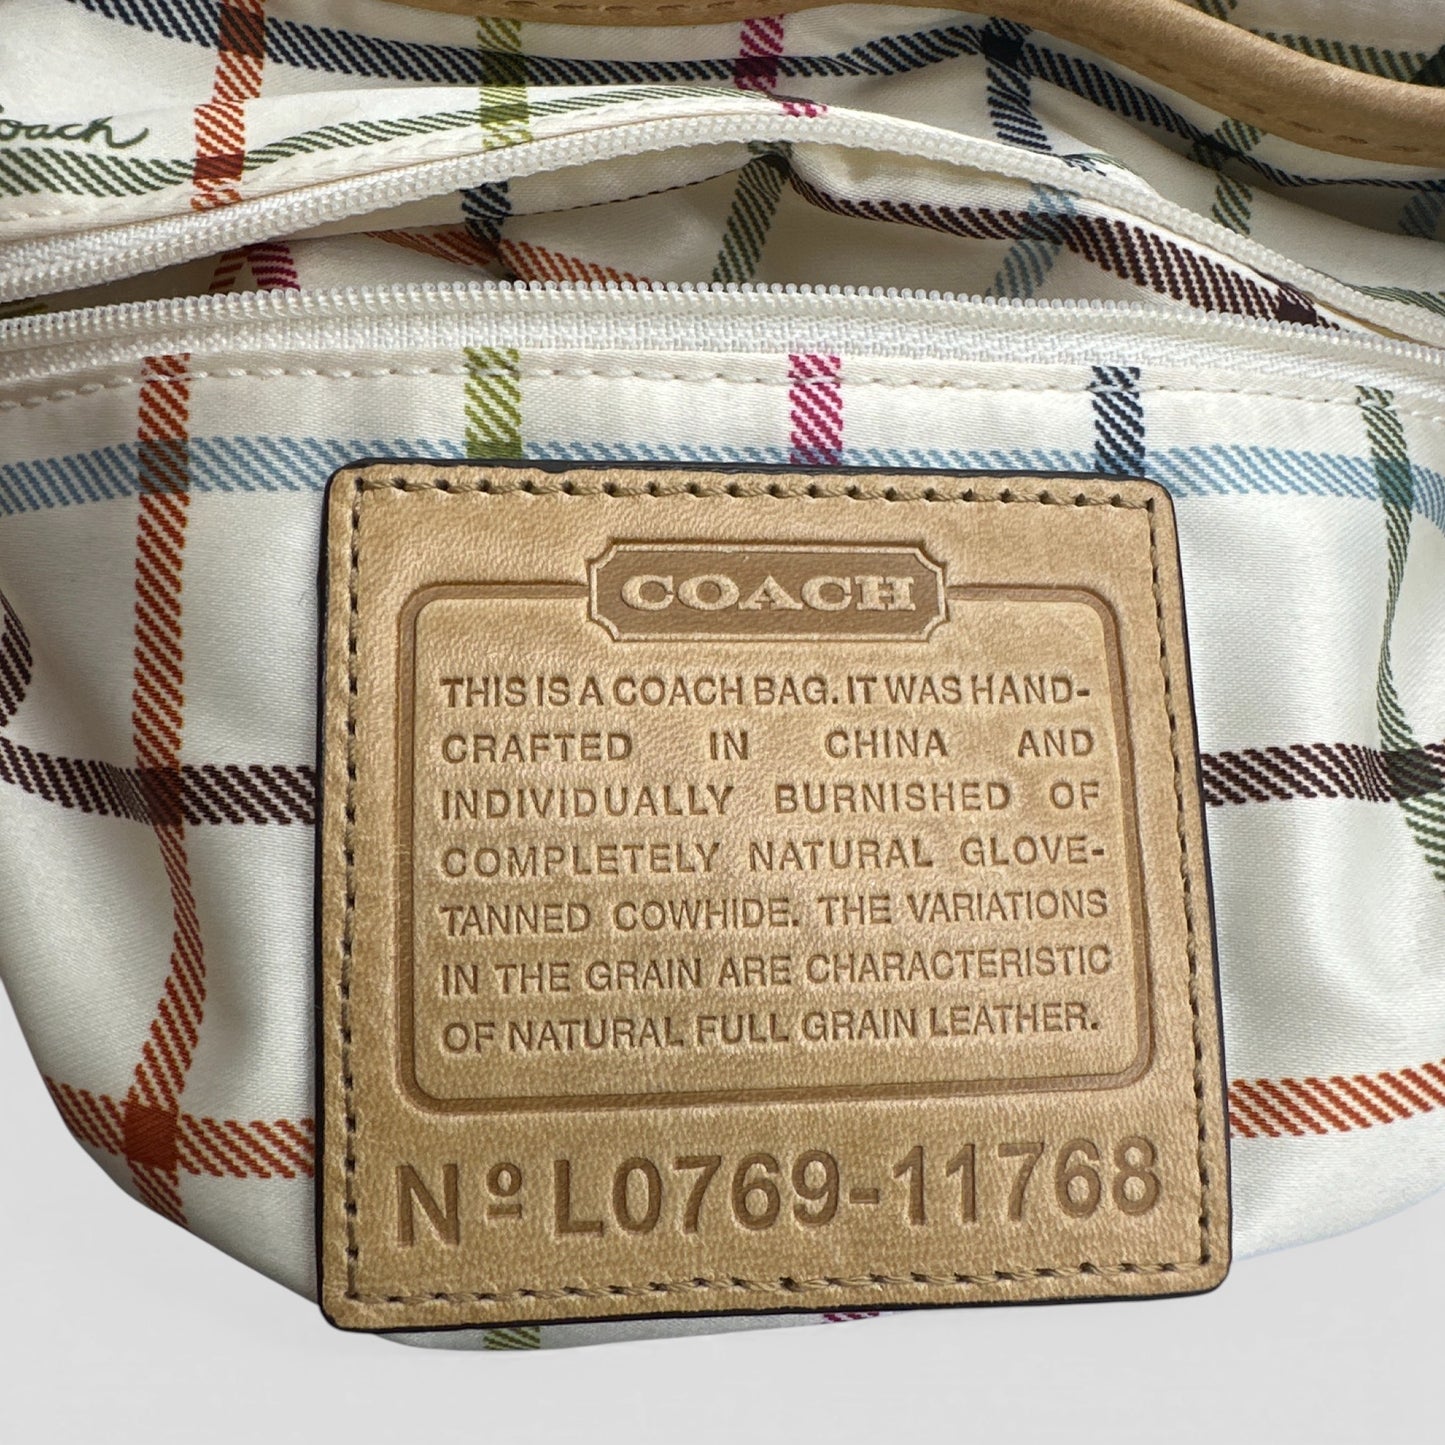 oach
COACH
THIS IS A COACH BAG. IT WAS HAND-
CRAFTED IN CHINA AND
INDIVIDUALLY BURNISHED OF
COMPLETELY NATURAL GLOVE-
TANNED COWHIDE. THE VARIATIONS
IN THE GRAIN ARE CHARACTERISTIC
OF NATURAL FULL GRAIN LEATHER.
Nº L0769-11768